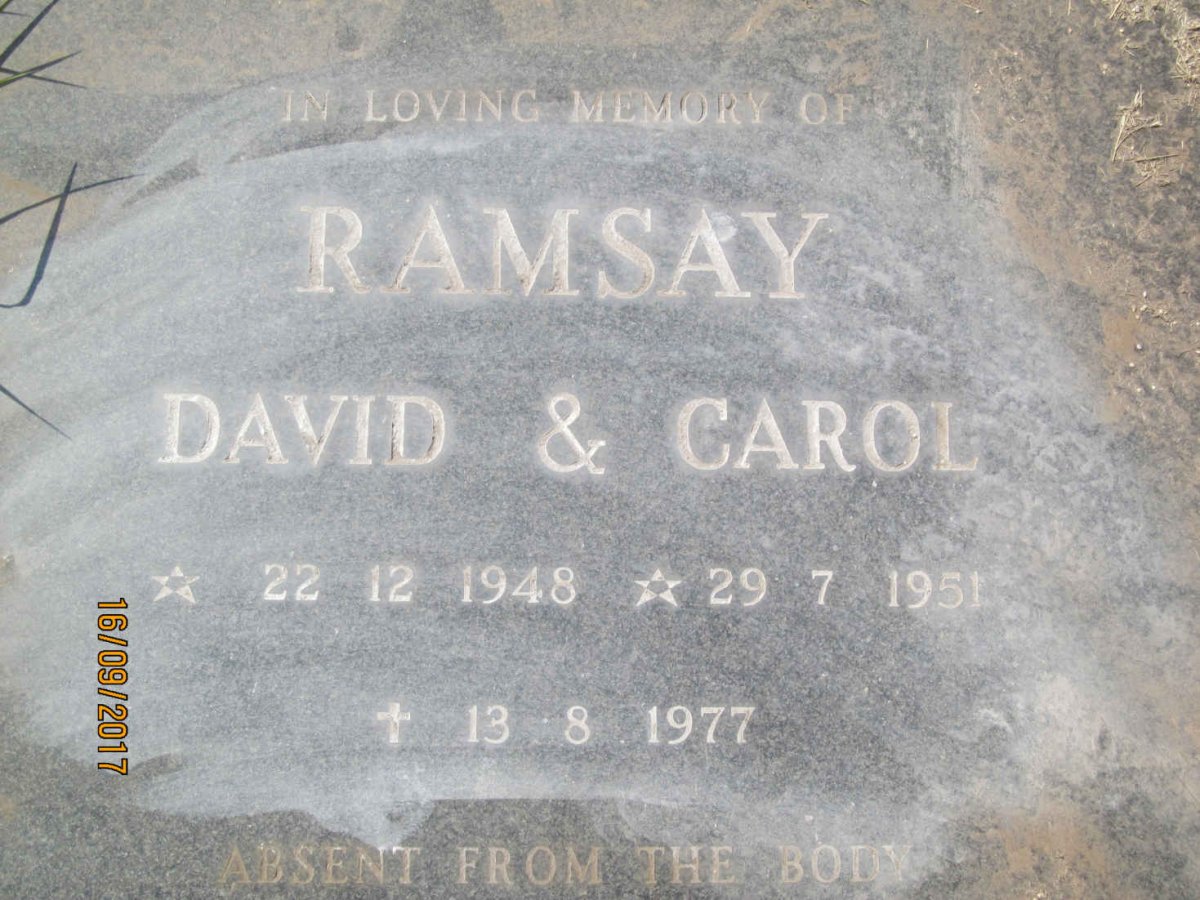 IN LOVING MEMORY OF
RAMSAY
DAVID & CAROL
☆ 22 12 1948 ☆ 29 7 1951
✝ 13 8 1977
ABSENT FROM THE BODY
16/09/2017